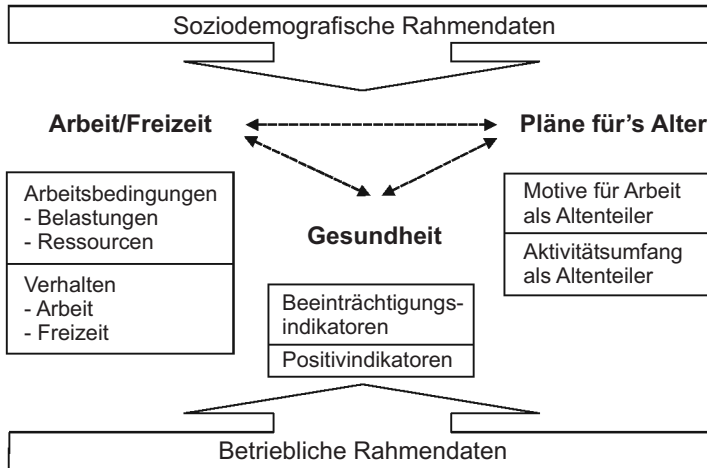 Soziodemografische Rahmendaten
Arbeit/Freizeit
Pläne für's Alter
Arbeitsbedingungen
- Belastungen
- Ressourcen
Verhalten
- Arbeit
- Freizeit
Gesundheit
Beeinträchtigungs-
indikatoren
Positivindikatoren
Motive für Arbeit
als Altenteiler
Aktivitätsumfang
als Altenteiler
Betriebliche Rahmendaten